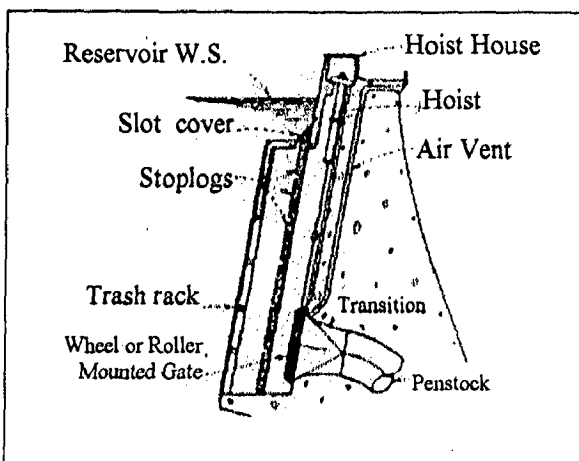 Reservoir W.S.
Hoist House
Hoist
Slot cover
Air Vent
Stoplogs
Trash rack
Transition
Wheel or Roller,
Mounted Gate
Penstock